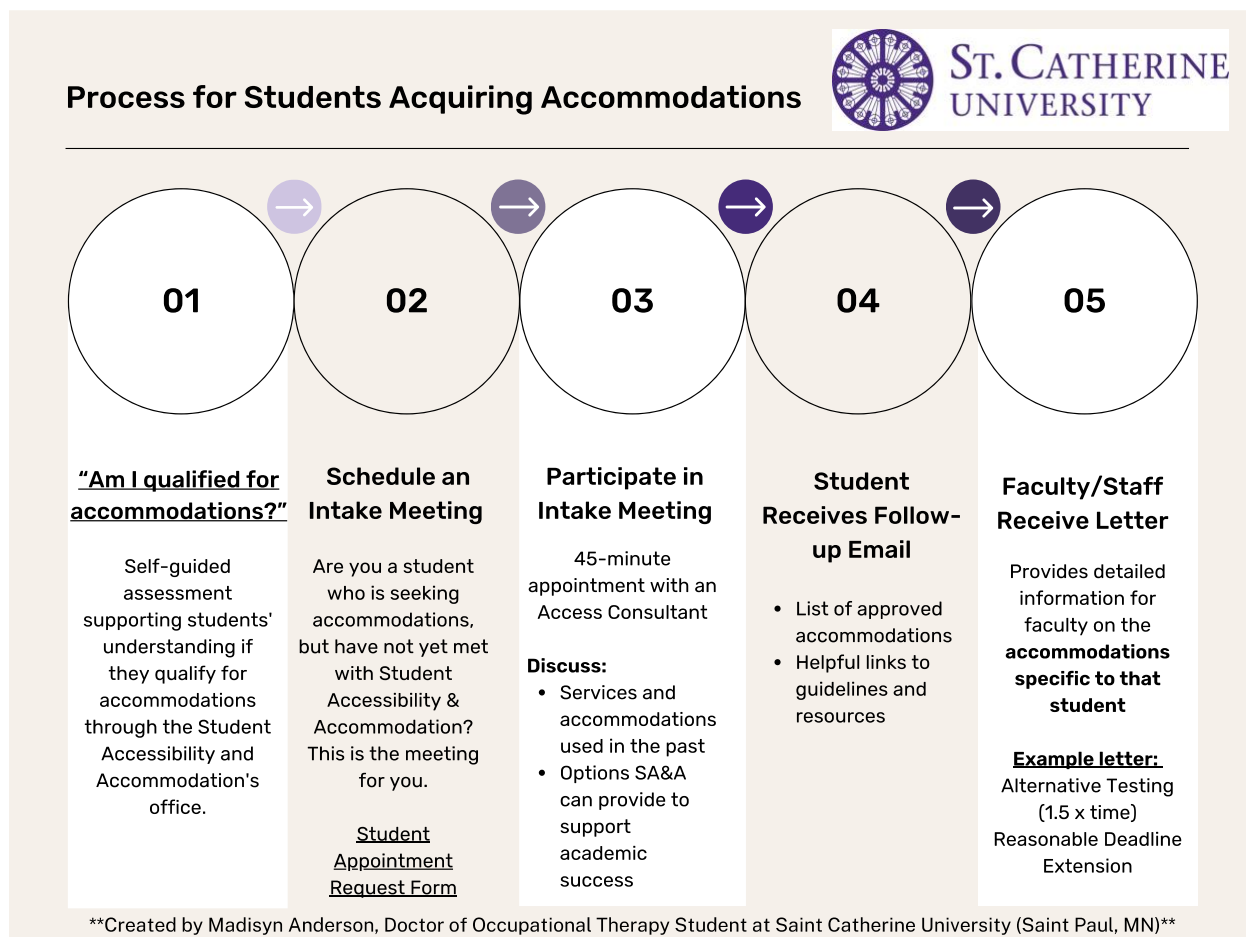 Process for Students Acquiring Accommodations
ST. CATHERINE
UNIVERSITY
01
02
03
04
05
“Am I qualified for
accommodations?”
Self-guided
assessment
supporting students'
understanding if
they qualify for
accommodations
through the Student
Accessibility and
Accommodation's
office.
Schedule an
Intake Meeting
Are you a student
who is seeking
accommodations,
but have not yet met
with Student
Accessibility &
Accommodation?
This is the meeting
for you.
Student
Appointment
Request Form
Participate in
Intake Meeting
45-minute
appointment with an
Access Consultant
Discuss:
• Services and
accommodations
used in the past
• Options SA&A
can provide to
support
academic
success
Student
Receives Follow-
up Email
• List of approved
accommodations
• Helpful links to
guidelines and
resources
Faculty/Staff
Receive Letter
Provides detailed
information for
faculty on the
accommodations
specific to that
student
Example letter:
Alternative Testing
(1.5 x time)
Reasonable Deadline
Extension
**Created by Madisyn Anderson, Doctor of Occupational Therapy Student at Saint Catherine University (Saint Paul, MN)**